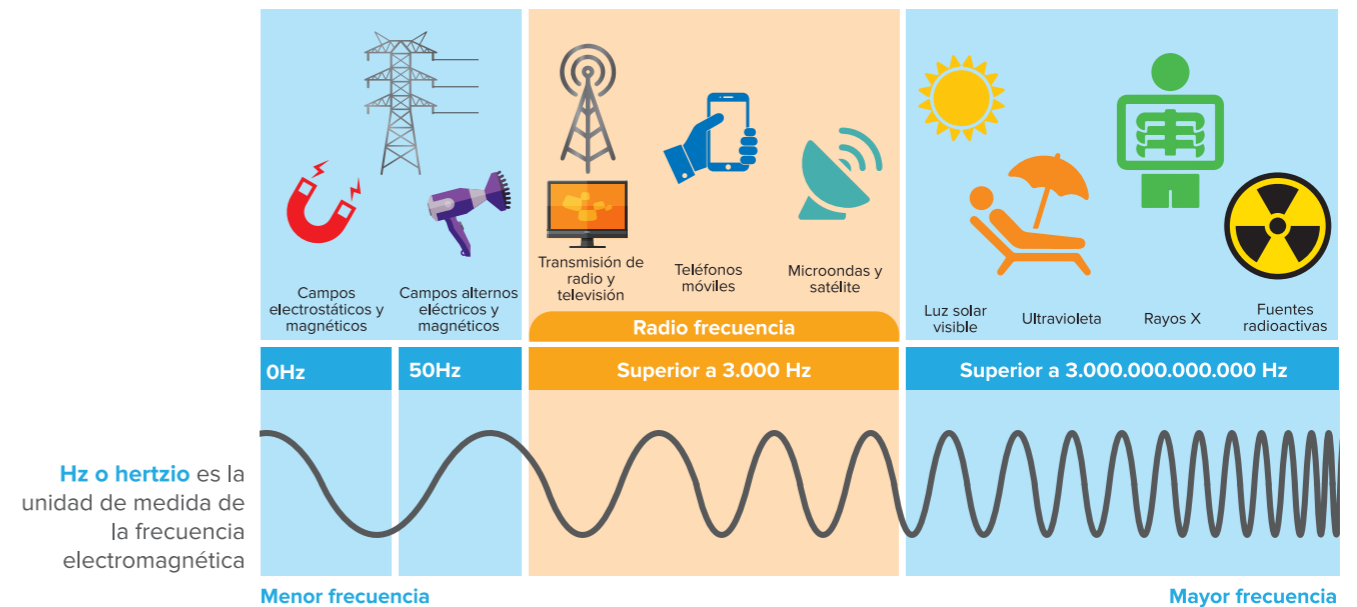 Campos
electrostáticos y
magnéticos
Campos alternos
eléctricos y
magnéticos
Transmisión de
radio y
televisión
Teléfonos
móviles
Microondas y
satélite
Luz solar
visible
Ultravioleta
Rayos X
Fuentes
radioactivas
Radio frecuencia
0Hz
50Hz
Superior a 3.000 Hz
Superior a 3.000.000.000.000 Hz
Hz o hertzio es la
unidad de medida de
la frecuencia
electromagnética
Menor frecuencia
Mayor frecuencia